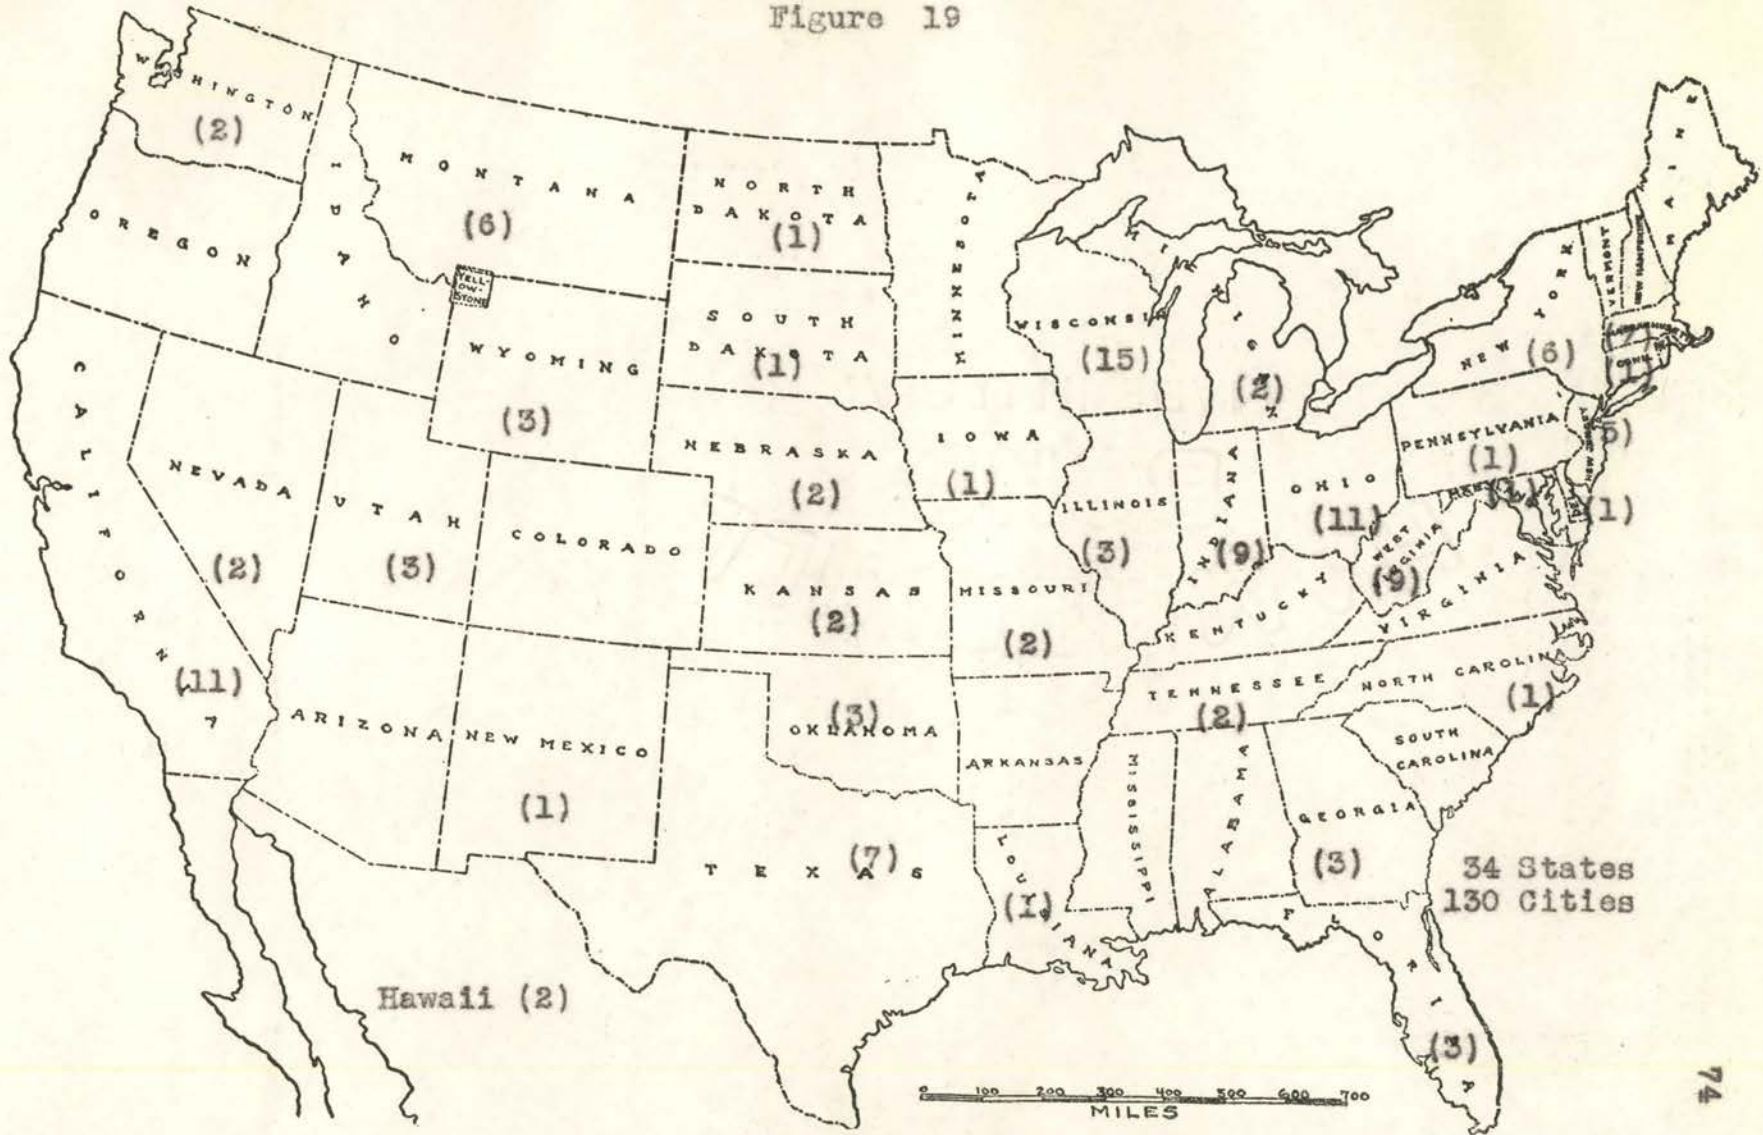 Figure 19
WASHINGTON
(2)
OREGON
IDAHO
MONTANA
(6)
YELL-
OW-
STONE
NORTH
DAKOTA
(1)
SOUTH
DAKOTA
(1)
MINNESOTA
WISCONSIN
(15)
MICHIGAN
(2)
MAINE
VERMONT
NEW HAMPSHIRE
NEW YORK
(6)
(7)
CONN.
(1)
WYOMING
(3)
CALIFORNIA
(11)
NEVADA
(2)
UTAH
(3)
COLORADO
NEBRASKA
(2)
IOWA
(1)
ILLINOIS
(3)
INDIANA
(9)
OHIO
(11)
PENNSYLVANIA
(1)
NEW JERSEY
5)
DEL
(1)
WEST
VIRGINIA
(9)
VIRGINIA
KANSAS
(2)
MISSOURI
(2)
KENTUCKY
TENNESSEE
(2)
NORTH CAROLINA
(1)
SOUTH
CAROLINA
ARIZONA
NEW MEXICO
(1)
(3)
OKLAHOMA
ARKANSAS
MISSISSIPPI
ALABAMA
GEORGIA
(3)
TEXAS
(7)
LOUISIANA
(1)
FLORIDA
(3)
34 States
130 Cities
Hawaii (2)
0 100 200 300 400 500 600 700
MILES
74